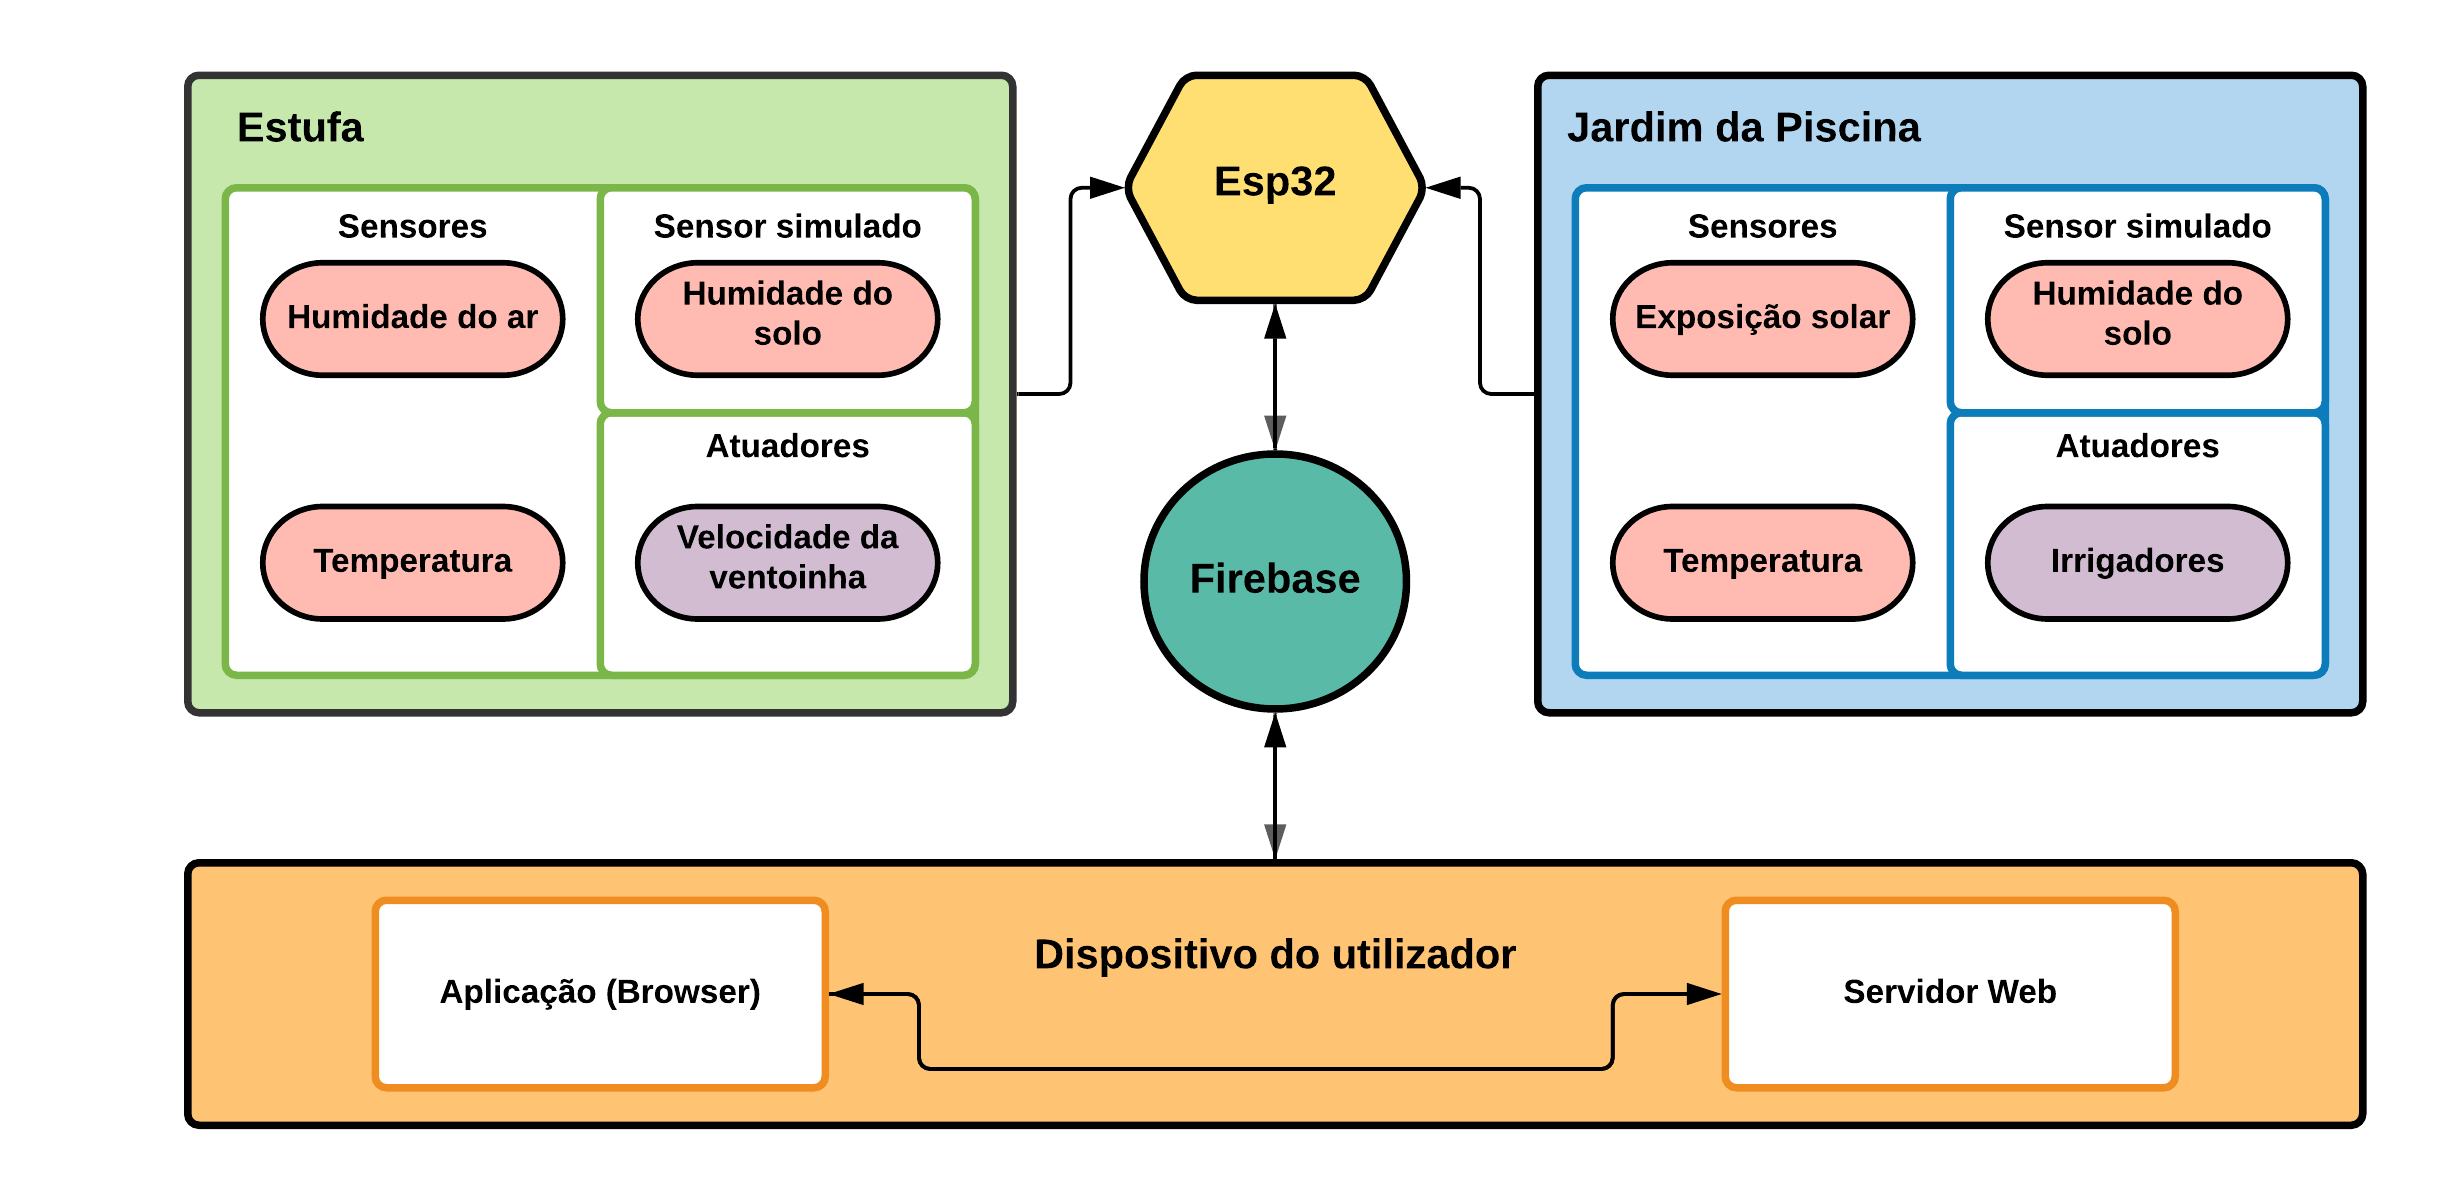 Estufa
Sensores
Humidade do ar
Temperatura
Sensor simulado
Humidade do
solo
Atuadores
Velocidade da
ventoinha
Esp32
Firebase
Jardim da Piscina
Sensores
Exposição solar
Temperatura
Sensor simulado
Humidade do
solo
Atuadores
Irrigadores
Dispositivo do utilizador
Aplicação (Browser)
Servidor Web